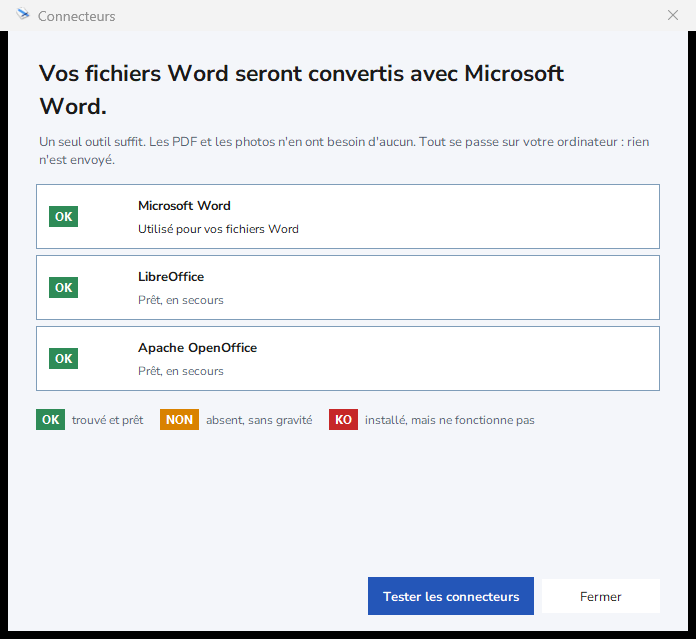 Connecteurs
Vos fichiers Word seront convertis avec Microsoft
Word.
Un seul outil suffit. Les PDF et les photos n'en ont besoin d'aucun. Tout se passe sur votre ordinateur : rien
n'est envoyé.
OK
Microsoft Word
Utilisé pour vos fichiers Word
OK
LibreOffice
Prêt, en secours
OK
Apache OpenOffice
Prêt, en secours
OK trouvé et prêt NON absent, sans gravité KO installé, mais ne fonctionne pas
Tester les connecteurs Fermer